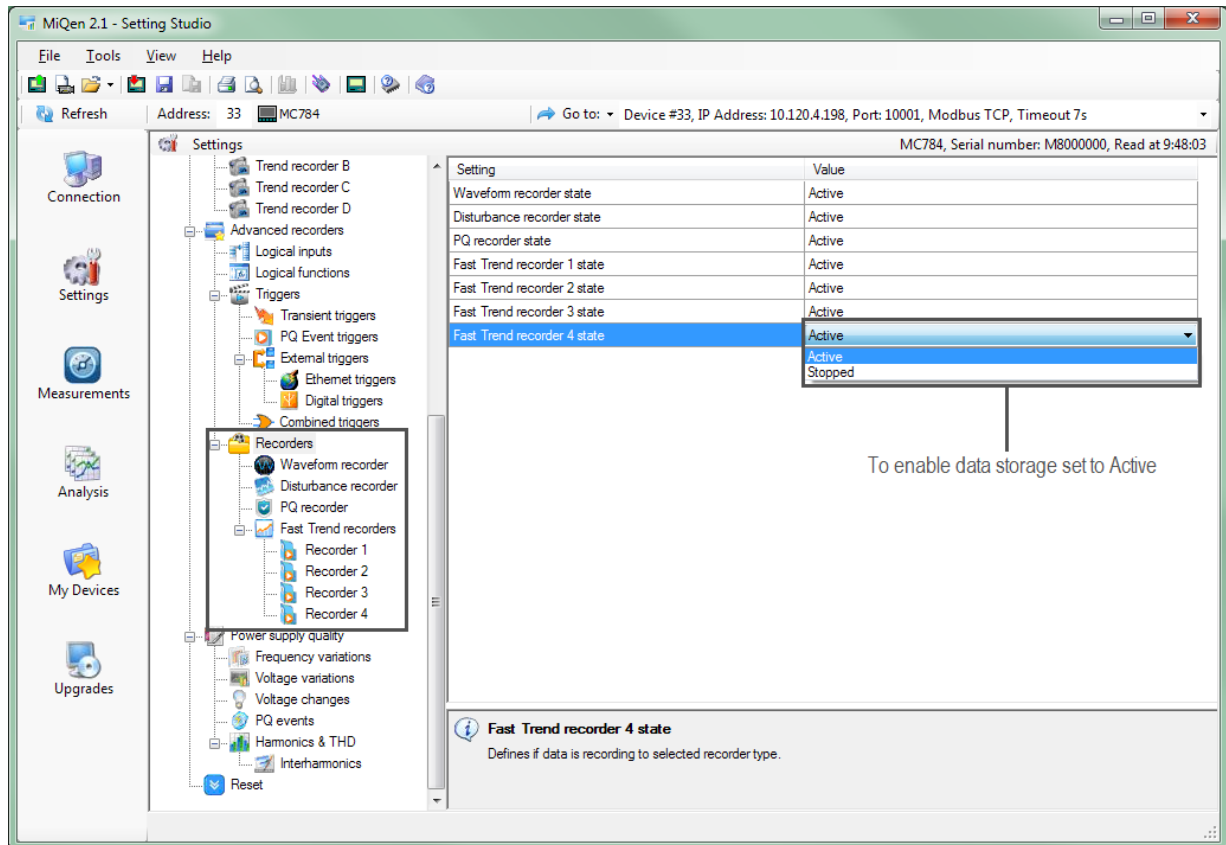 MiQen 2.1 - Setting Studio
File Tools View Help
Refresh Address: 33 MC784 Go to: Device #33, IP Address: 10.120.4.198, Port: 10001, Modbus TCP, Timeout 7s
Settings MC784, Serial number: M8000000, Read at 9:48:03
Connection
Settings
Measurements
Analysis
My Devices
Upgrades
Trend recorder B
Trend recorder C
Trend recorder D
Advanced recorders
Logical inputs
Logical functions
Triggers
Transient triggers
PQ Event triggers
External triggers
Ethernet triggers
Digital triggers
Combined triggers
Recorders
Waveform recorder
Disturbance recorder
PQ recorder
Fast Trend recorders
Recorder 1
Recorder 2
Recorder 3
Recorder 4
Power supply quality
Frequency variations
Voltage variations
Voltage changes
PQ events
Harmonics & THD
Interharmonics
Reset
Setting Value
Waveform recorder state Active
Disturbance recorder state Active
PQ recorder state Active
Fast Trend recorder 1 state Active
Fast Trend recorder 2 state Active
Fast Trend recorder 3 state Active
Fast Trend recorder 4 state Active
Active
Stopped
To enable data storage set to Active
Fast Trend recorder 4 state
Defines if data is recording to selected recorder type.